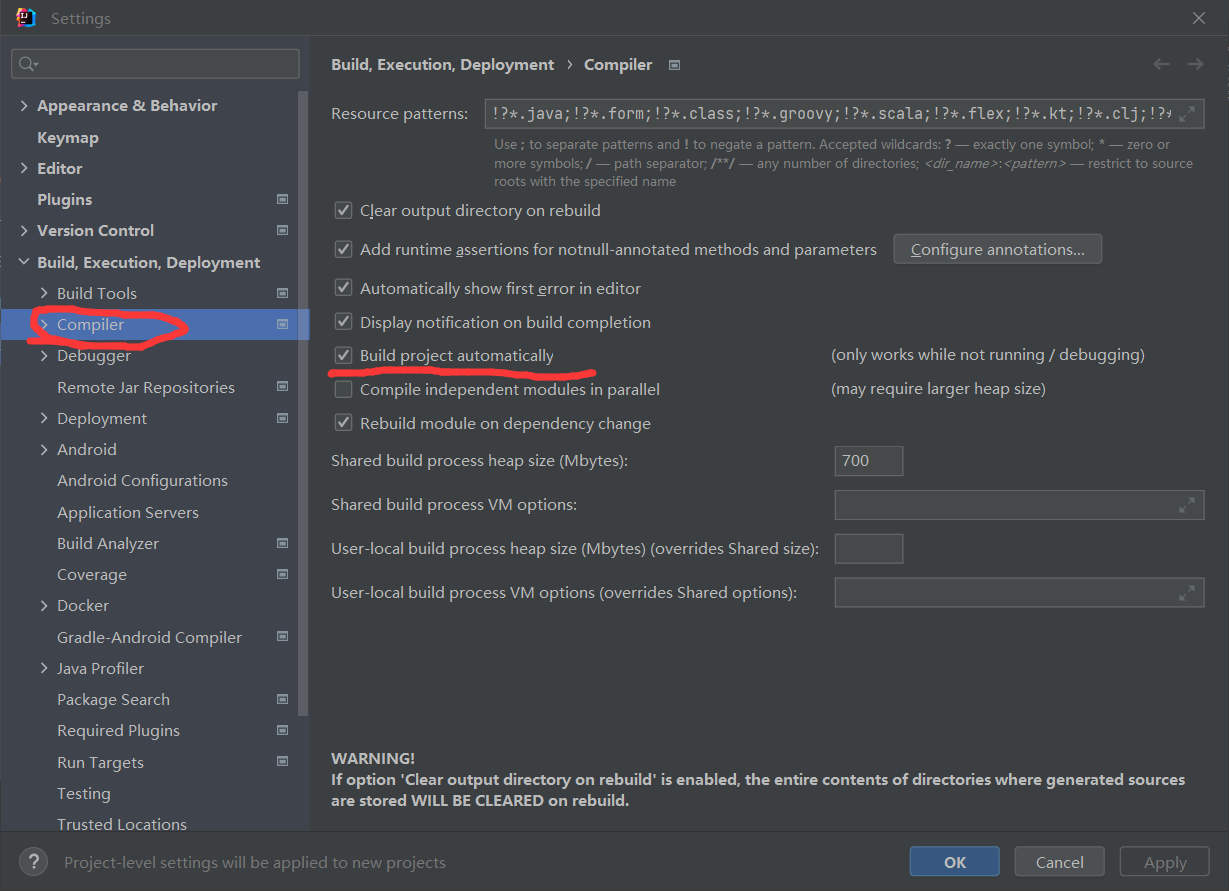 Settings
Appearance & Behavior
Keymap
Editor
Plugins
Version Control
Build, Execution, Deployment
Build Tools
Compiler
Debugger
Remote Jar Repositories
Deployment
Android
Android Configurations
Application Servers
Build Analyzer
Coverage
Docker
Gradle-Android Compiler
Java Profiler
Package Search
Required Plugins
Run Targets
Testing
Trusted Locations
Build, Execution, Deployment › Compiler
Resource patterns: !?*.java;!?*.form;!?*.class;!?*.groovy;!?*.scala;!?*.flex;!?*.kt;!?*.clj;!?*
Use ; to separate patterns and ! to negate a pattern. Accepted wildcards: ? — exactly one symbol; * — zero or
more symbols; / — path separator; /**/ — any number of directories; <dir_name>:<pattern> — restrict to source
roots with the specified name
Clear output directory on rebuild
Add runtime assertions for notnull-annotated methods and parameters Configure annotations...
Automatically show first error in editor
Display notification on build completion
Build project automatically (only works while not running / debugging)
Compile independent modules in parallel (may require larger heap size)
Rebuild module on dependency change
Shared build process heap size (Mbytes): 700
Shared build process VM options:
User-local build process heap size (Mbytes) (overrides Shared size):
User-local build process VM options (overrides Shared options):
WARNING!
If option 'Clear output directory on rebuild' is enabled, the entire contents of directories where generated sources
are stored WILL BE CLEARED on rebuild.
? Project-level settings will be applied to new projects
OK Cancel Apply